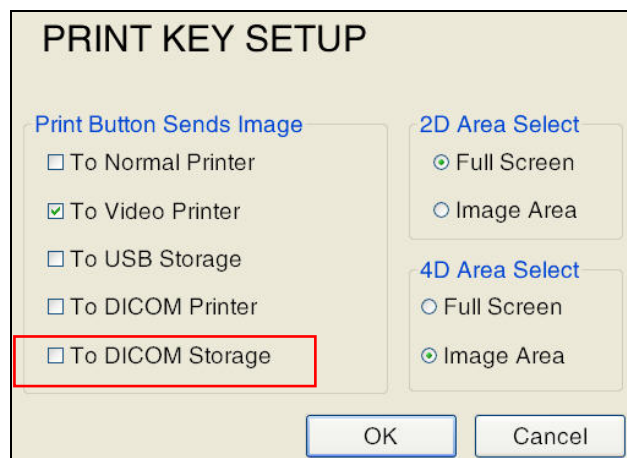 PRINT KEY SETUP
Print Button Sends Image
To Normal Printer
To Video Printer
To USB Storage
To DICOM Printer
To DICOM Storage
2D Area Select
Full Screen
Image Area
4D Area Select
Full Screen
Image Area
OK
Cancel